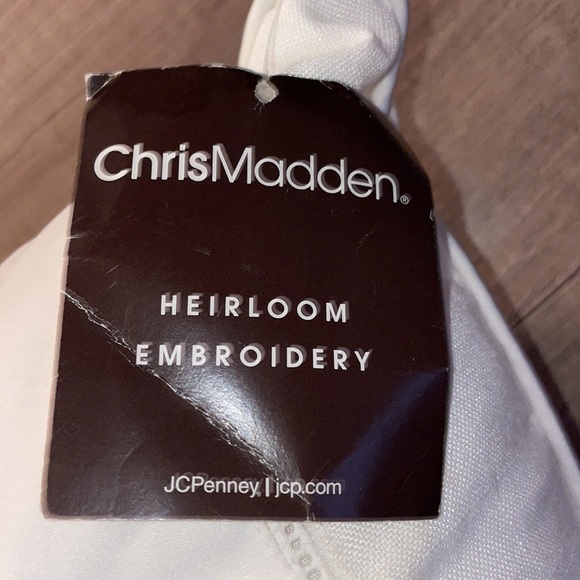 ChrisMadden®
HEIRLOOM
EMBROIDERY
JCPenney | jcp.com